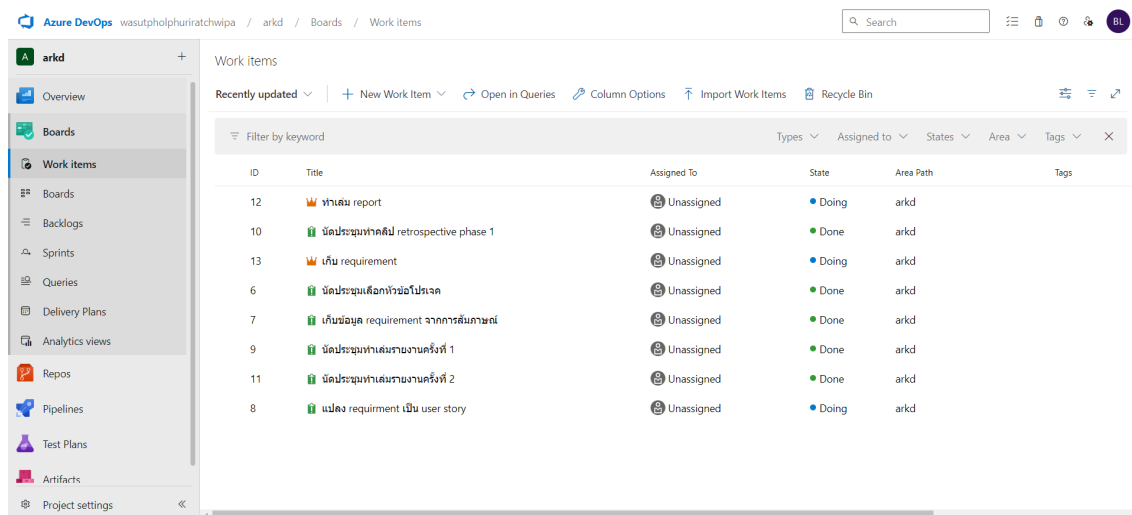 Azure DevOps wasutpholphuriratchwipa / arkd / Boards / Work items Search BL
A arkd +
Work items
Overview
Boards
Work items
Boards
Backlogs
Sprints
Queries
Delivery Plans
Analytics views
Repos
Pipelines
Test Plans
Artifacts
Project settings
Recently updated New Work Item Open in Queries Column Options Import Work Items Recycle Bin
Filter by keyword Types Assigned to States Area Tags
ID Title Assigned To State Area Path Tags
12 ทำเล่ม report Unassigned Doing arkd
10 นัดประชุมทำคลิป retrospective phase 1 Unassigned Done arkd
13 เก็บ requirement Unassigned Doing arkd
6 นัดประชุมเลือกหัวข้อโปรเจค Unassigned Done arkd
7 เก็บข้อมูล requirement จากการสัมภาษณ์ Unassigned Done arkd
9 นัดประชุมทำเล่มรายงานครั้งที่ 1 Unassigned Done arkd
11 นัดประชุมทำเล่มรายงานครั้งที่ 2 Unassigned Done arkd
8 แปลง requirment เป็น user story Unassigned Doing arkd